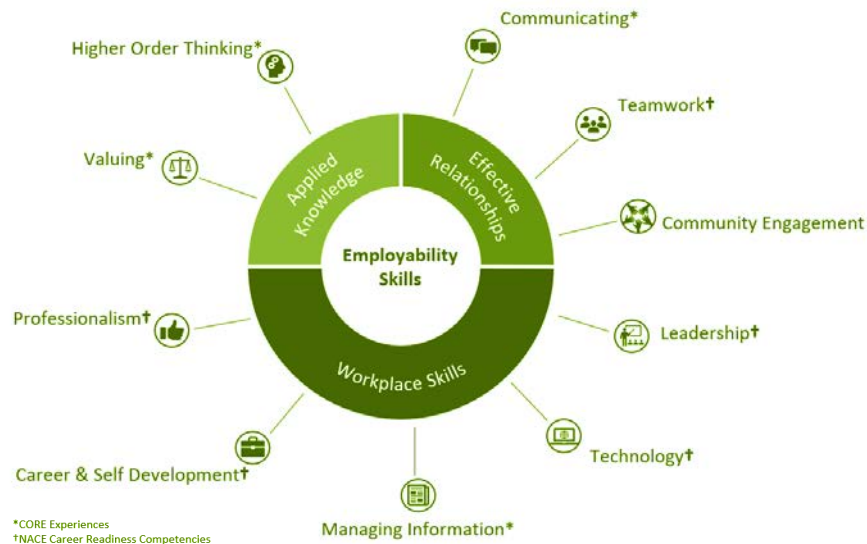 Communicating*
Higher Order Thinking*
Teamwork†
Valuing*
Applied
Knowledge
Effective
Relationships
Community Engagement
Employability
Skills
Professionalism†
Leadership†
Workplace Skills
Technology†
Career & Self Development†
Managing Information*
*CORE Experiences
†NACE Career Readiness Competencies